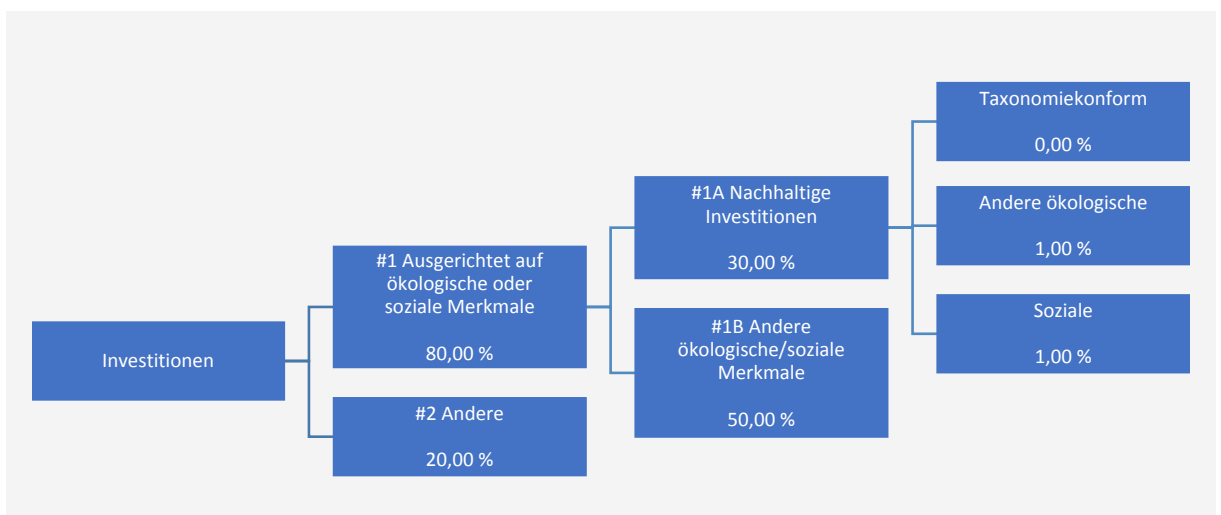 Investitionen
#1 Ausgerichtet auf
ökologische oder
soziale Merkmale
80,00 %
#2 Andere
20,00 %
#1A Nachhaltige
Investitionen
30,00 %
#1B Andere
ökologische/soziale
Merkmale
50,00 %
Taxonomiekonform
0,00 %
Andere ökologische
1,00 %
Soziale
1,00 %